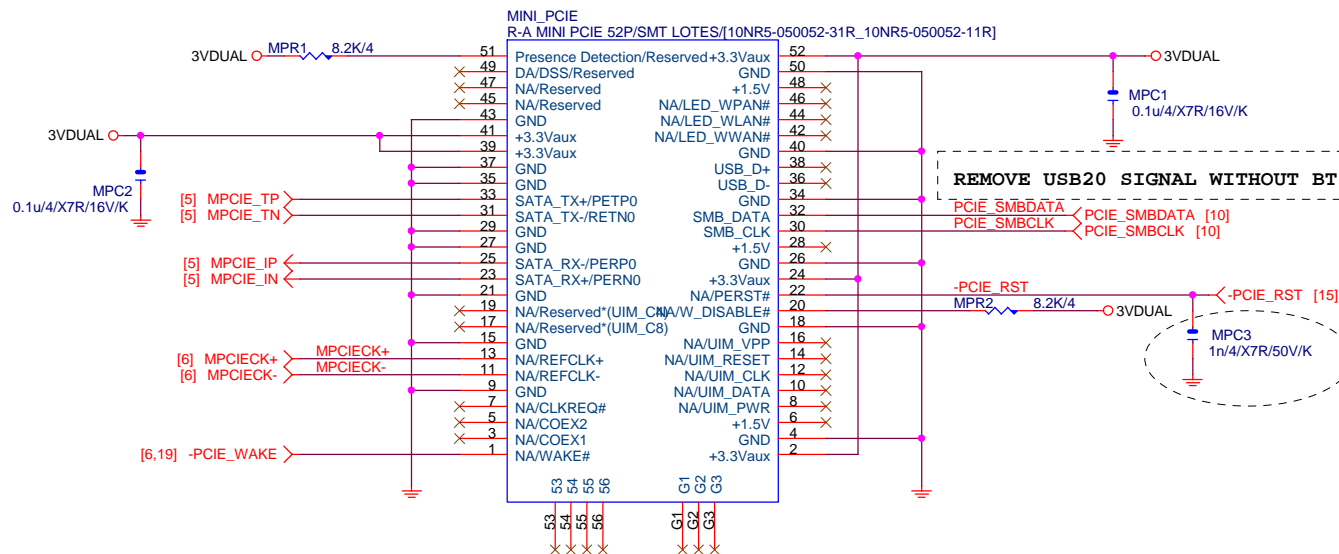 MINI_PCIE
R-A MINI PCIE 52P/SMT LOTES/[10NR5-050052-31R_10NR5-050052-11R]
3VDUAL MPR1 8.2K/4 51 Presence Detection/Reserved +3.3Vaux 52 3VDUAL
49 DA/DSS/Reserved GND 50
47 NA/Reserved +1.5V 48
45 NA/Reserved NA/LED_WPAN# 46
MPC1
0.1u/4/X7R/16V/K
43 GND NA/LED_WLAN# 44
3VDUAL 41 +3.3Vaux NA/LED_WWAN# 42
39 +3.3Vaux GND 40
37 GND USB_D+ 38
35 GND USB_D- 36
REMOVE USB20 SIGNAL WITHOUT BT
MPC2
0.1u/4/X7R/16V/K
[5] MPCIE_TP 33 SATA_TX+/PETP0 GND 34
[5] MPCIE_TN 31 SATA_TX-/RETN0 SMB_DATA 32 PCIE_SMBDATA PCIE_SMBDATA [10]
29 GND SMB_CLK 30 PCIE_SMBCLK PCIE_SMBCLK [10]
27 GND +1.5V 28
[5] MPCIE_IP 25 SATA_RX-/PERP0 GND 26
[5] MPCIE_IN 23 SATA_RX+/PERN0 +3.3Vaux 24
21 GND NA/PERST# 22 -PCIE_RST -PCIE_RST [15]
19 NA/Reserved*(UIM_C4) NA/W_DISABLE# 20 MPR2 8.2K/4 3VDUAL
17 NA/Reserved*(UIM_C8) GND 18
MPC3
1n/4/X7R/50V/K
15 GND NA/UIM_VPP 16
[6] MPCIECK+ MPCIECK+ 13 NA/REFCLK+ NA/UIM_RESET 14
[6] MPCIECK- MPCIECK- 11 NA/REFCLK- NA/UIM_CLK 12
9 GND NA/UIM_DATA 10
7 NA/CLKREQ# NA/UIM_PWR 8
5 NA/COEX2 +1.5V 6
3 NA/COEX1 GND 4
[6,19] -PCIE_WAKE 1 NA/WAKE# +3.3Vaux 2
53 54 55 56 G1 G2 G3
53 54 55 56 G1 G2 G3